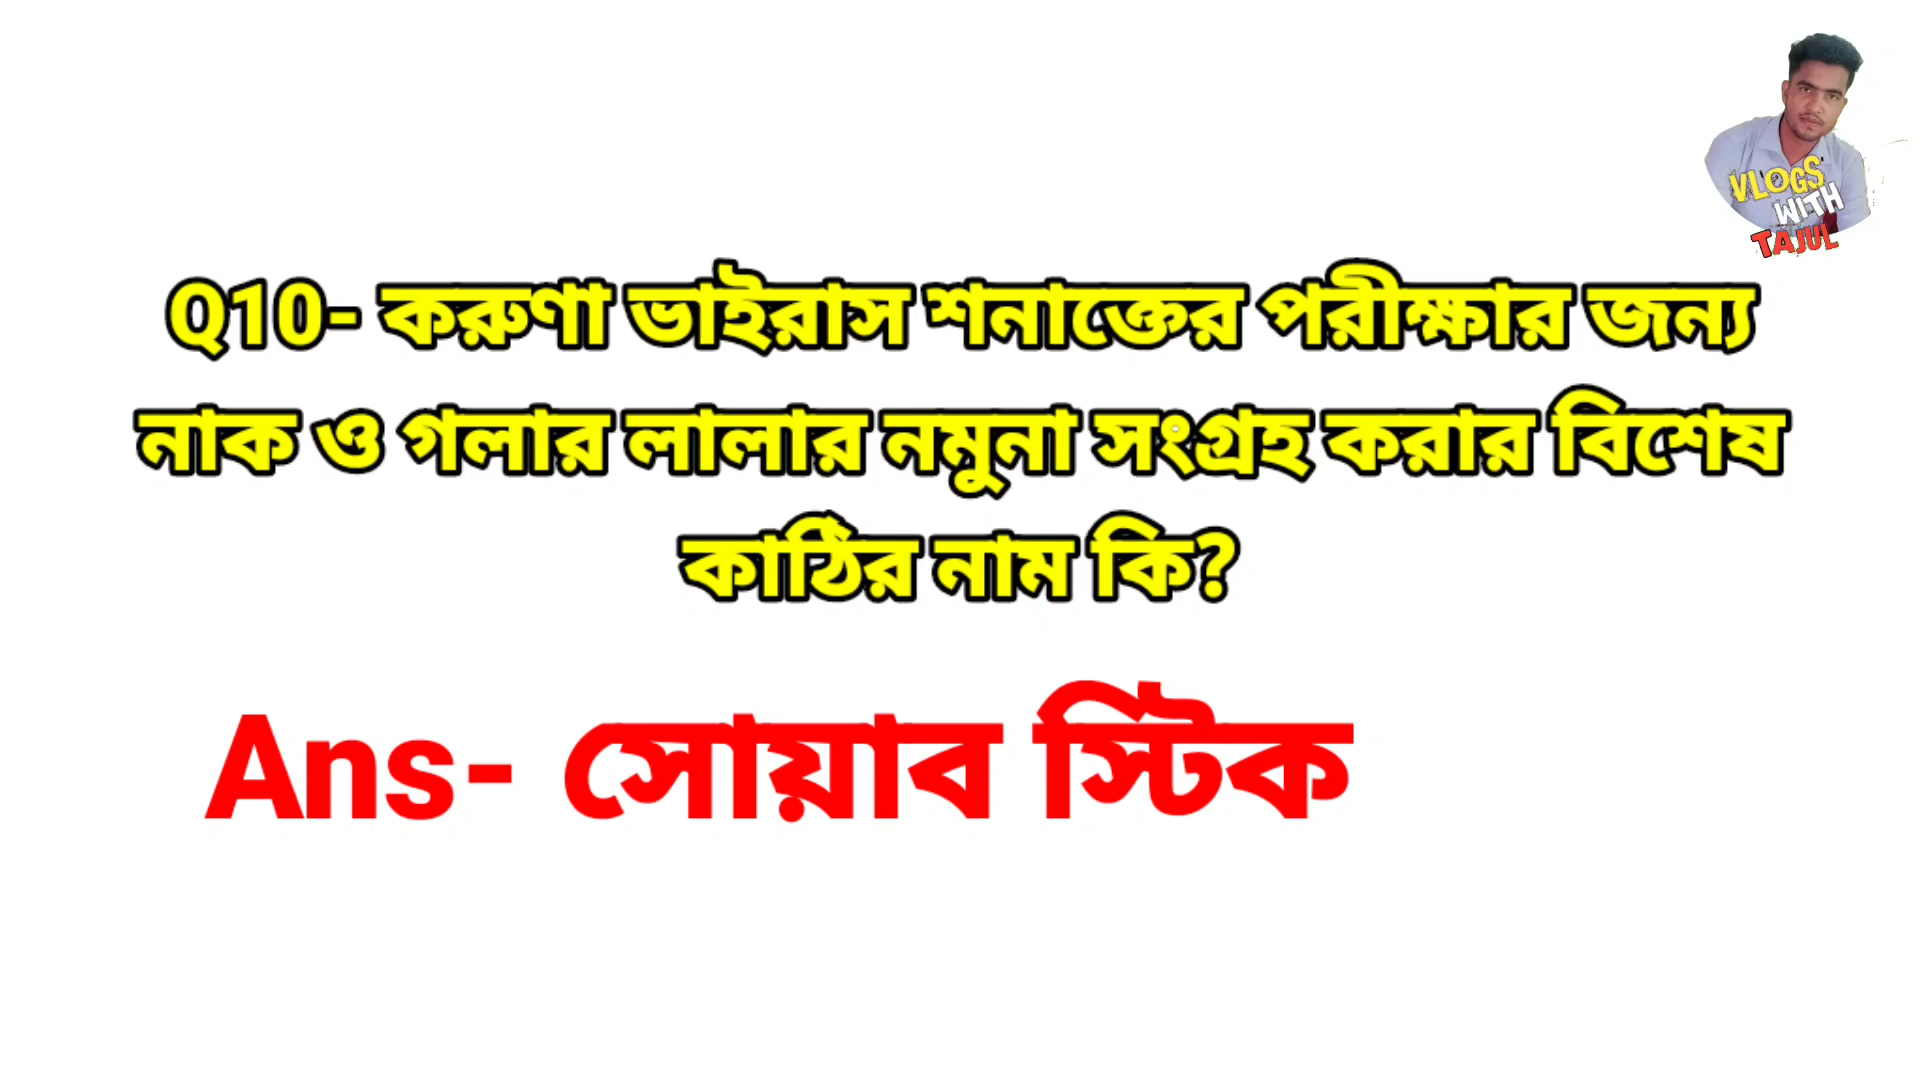 VLOGS
WITH
TAJUL
Q10- করুণা ভাইরাস শনাক্তের পরীক্ষার জন্য
নাক ও গলার লালার নমুনা সংগ্রহ করার বিশেষ
কাঠির নাম কি?
Ans- সোয়াব স্টিক